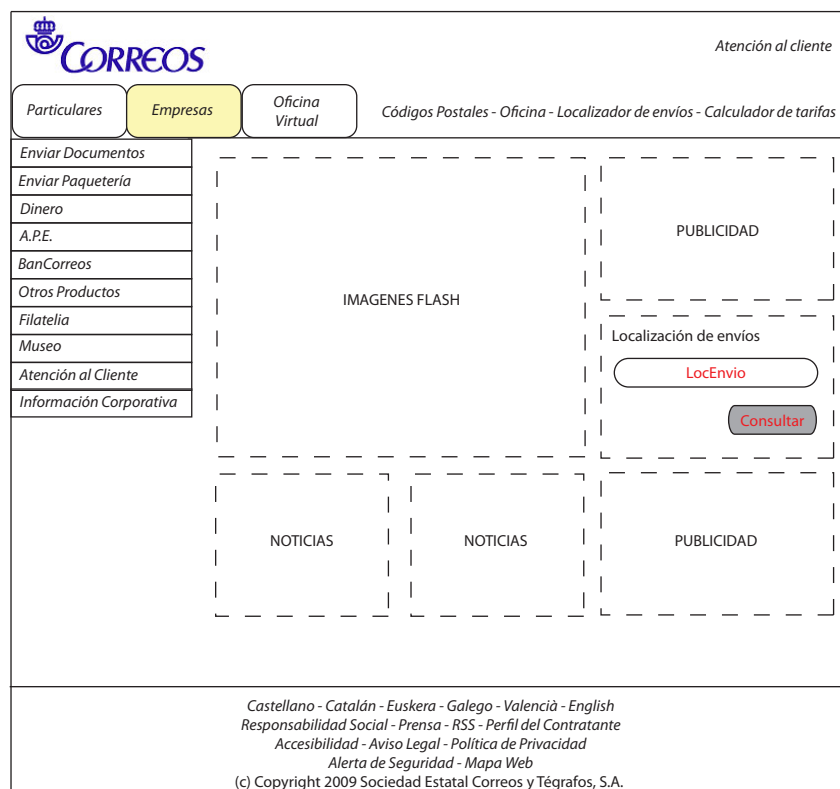 CORREOS
Atención al cliente
Particulares
Empresas
Oficina
Virtual
Códigos Postales - Oficina - Localizador de envíos - Calculador de tarifas
Enviar Documentos
Enviar Paquetería
Dinero
A.P.E.
BanCorreos
Otros Productos
Filatelia
Museo
Atención al Cliente
Información Corporativa
IMAGENES FLASH
PUBLICIDAD
Localización de envíos
LocEnvio
Consultar
NOTICIAS
NOTICIAS
PUBLICIDAD
Castellano - Catalán - Euskera - Galego - Valencià - English
Responsabilidad Social - Prensa - RSS - Perfil del Contratante
Accesibilidad - Aviso Legal - Política de Privacidad
Alerta de Seguridad - Mapa Web
(c) Copyright 2009 Sociedad Estatal Correos y Tégrafos, S.A.